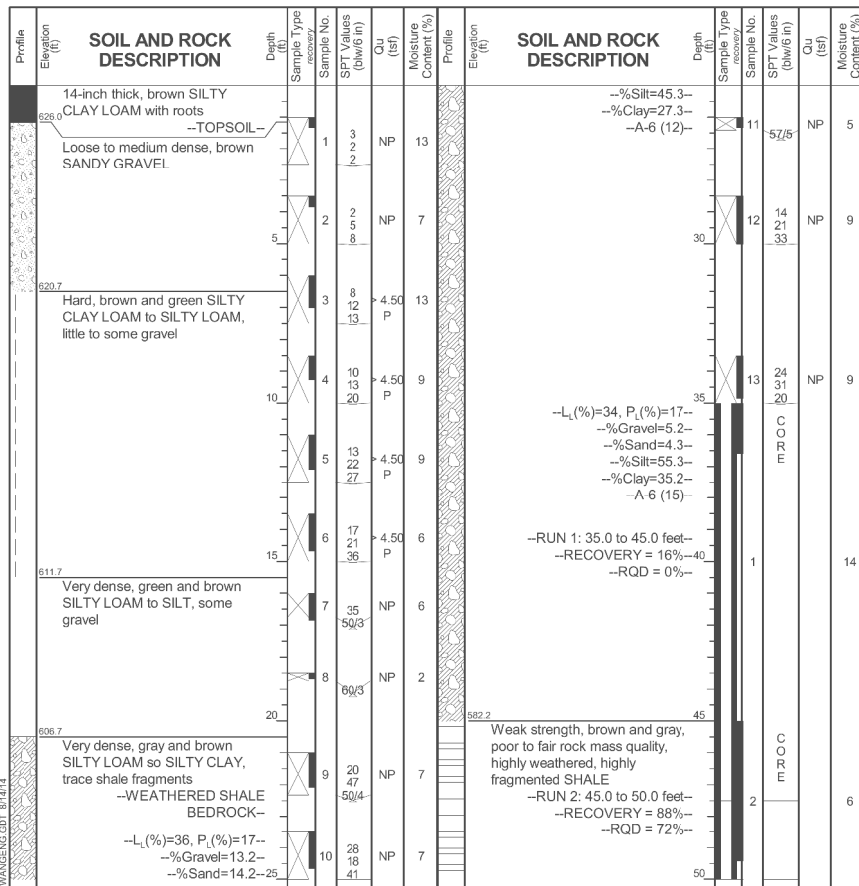 Profile
Elevation (ft)
SOIL AND ROCK DESCRIPTION
Depth (ft)
Sample Type recovery
Sample No.
SPT Values (blw/6 in)
Qu (tsf)
Moisture Content (%)
14-inch thick, brown SILTY
CLAY LOAM with roots
626.0
--TOPSOIL--
Loose to medium dense, brown
SANDY GRAVEL
1
3
2
2
NP
13
2
2
5
8
NP
7
5
620.7
Hard, brown and green SILTY
CLAY LOAM to SILTY LOAM,
little to some gravel
3
8
12
13
> 4.50
P
13
4
10
13
20
> 4.50
P
9
10
5
13
22
27
> 4.50
P
9
6
17
21
36
> 4.50
P
6
15
611.7
Very dense, green and brown
SILTY LOAM to SILT, some
gravel
7
35
50/3
NP
6
8
60/3
NP
2
20
606.7
Very dense, gray and brown
SILTY LOAM so SILTY CLAY,
trace shale fragments
--WEATHERED SHALE
BEDROCK--
9
20
47
50/4
NP
7
--LL(%)=36, PL(%)=17--
--%Gravel=13.2--
--%Sand=14.2--
25
10
28
18
41
NP
7
WANGENG.GDT 8/14/14
Profile
Elevation (ft)
SOIL AND ROCK DESCRIPTION
Depth (ft)
Sample Type recovery
Sample No.
SPT Values (blw/6 in)
Qu (tsf)
Moisture Content (%)
--%Silt=45.3--
--%Clay=27.3--
--A-6 (12)--
11
57/5
NP
5
12
14
21
33
NP
9
30
13
24
31
20
NP
9
35
--LL(%)=34, PL(%)=17--
--%Gravel=5.2--
--%Sand=4.3--
--%Silt=55.3--
--%Clay=35.2--
--A-6 (15)--
CORE
--RUN 1: 35.0 to 45.0 feet--
--RECOVERY = 16%--
--RQD = 0%--
40
1
14
582.2
45
Weak strength, brown and gray,
poor to fair rock mass quality,
highly weathered, highly
fragmented SHALE
--RUN 2: 45.0 to 50.0 feet--
--RECOVERY = 88%--
--RQD = 72%--
CORE
2
6
50